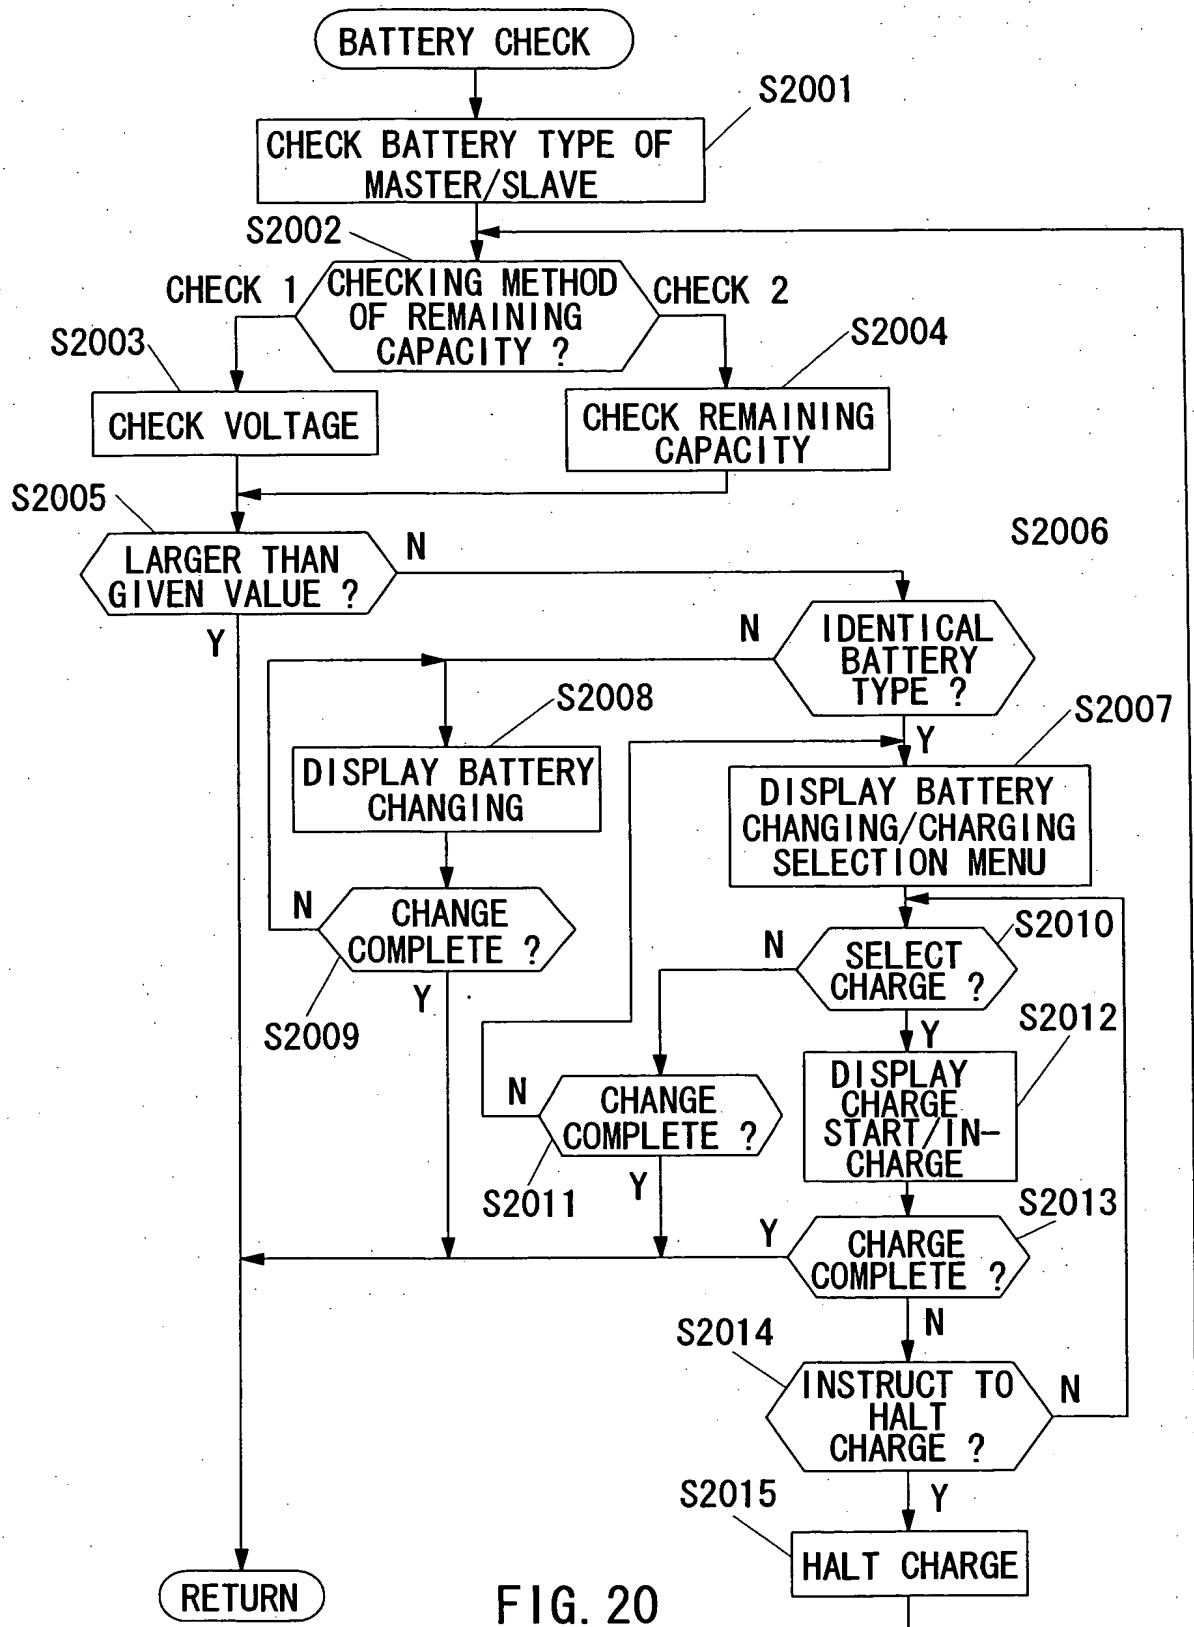 BATTERY CHECK
S2001
CHECK BATTERY TYPE OF
MASTER/SLAVE
S2002
CHECK 1
CHECKING METHOD
OF REMAINING
CAPACITY ?
CHECK 2
S2003
S2004
CHECK VOLTAGE
CHECK REMAINING
CAPACITY
S2005
LARGER THAN
GIVEN VALUE ?
N
Y
S2006
IDENTICAL
BATTERY
TYPE ?
N
Y
S2008
DISPLAY BATTERY
CHANGING
S2007
DISPLAY BATTERY
CHANGING/CHARGING
SELECTION MENU
N
CHANGE
COMPLETE ?
Y
S2009
S2010
N
SELECT
CHARGE ?
Y
S2012
DISPLAY
CHARGE
START/IN-
CHARGE
N
CHANGE
COMPLETE ?
Y
S2011
S2013
Y
CHARGE
COMPLETE ?
N
S2014
INSTRUCT TO
HALT
CHARGE ?
N
Y
S2015
HALT CHARGE
RETURN
FIG. 20